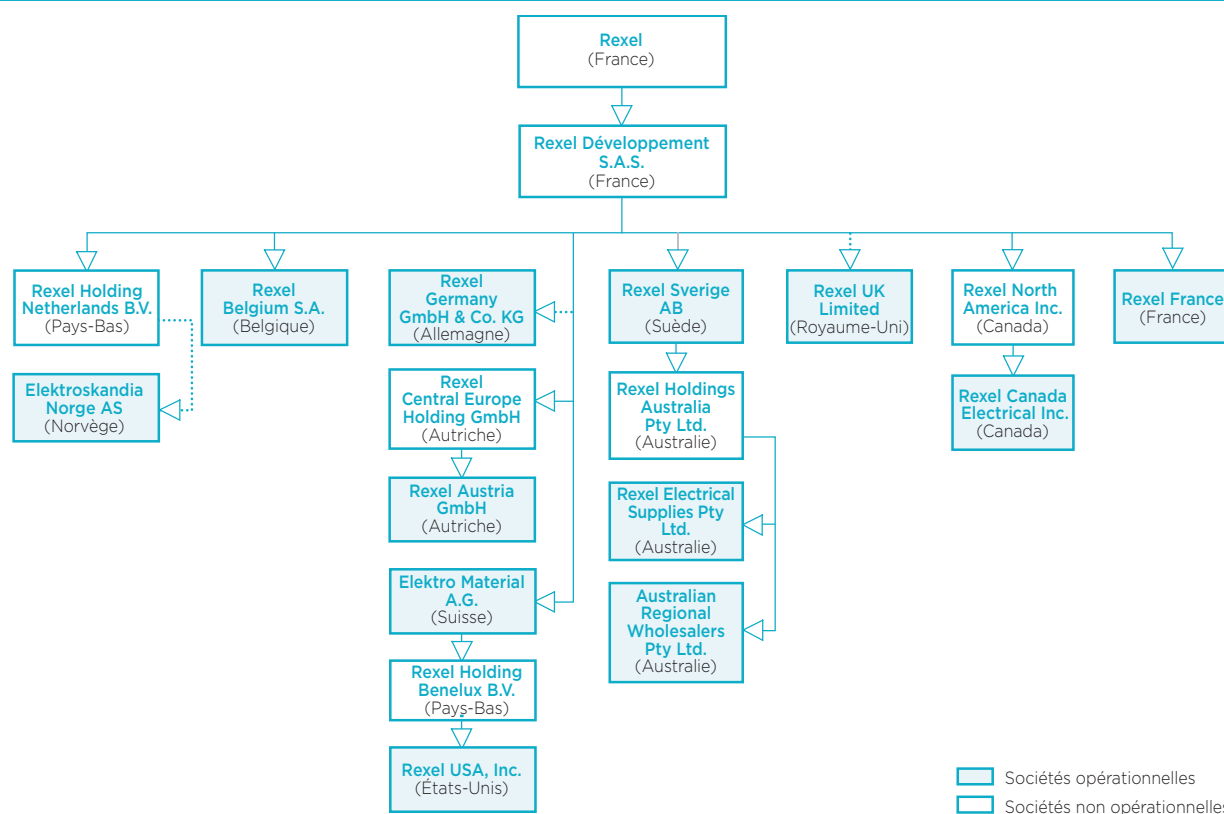 Rexel
(France)
Rexel Développement
S.A.S.
(France)
Rexel Holding
Netherlands B.V.
(Pays-Bas)
Rexel
Belgium S.A.
(Belgique)
Rexel
Germany
GmbH & Co. KG
(Allemagne)
Rexel Sverige
AB
(Suède)
Rexel UK
Limited
(Royaume-Uni)
Rexel North
America Inc.
(Canada)
Rexel France
(France)
Elektroskandia
Norge AS
(Norvège)
Rexel
Central Europe
Holding GmbH
(Autriche)
Rexel Holdings
Australia
Pty Ltd.
(Australie)
Rexel Canada
Electrical Inc.
(Canada)
Rexel Austria
GmbH
(Autriche)
Rexel Electrical
Supplies Pty
Ltd.
(Australie)
Elektro Material
A.G.
(Suisse)
Australian
Regional
Wholesalers
Pty Ltd.
(Australie)
Rexel Holding
Benelux B.V.
(Pays-Bas)
Rexel USA, Inc.
(États-Unis)
Sociétés opérationnelles
Sociétés non opérationnelles